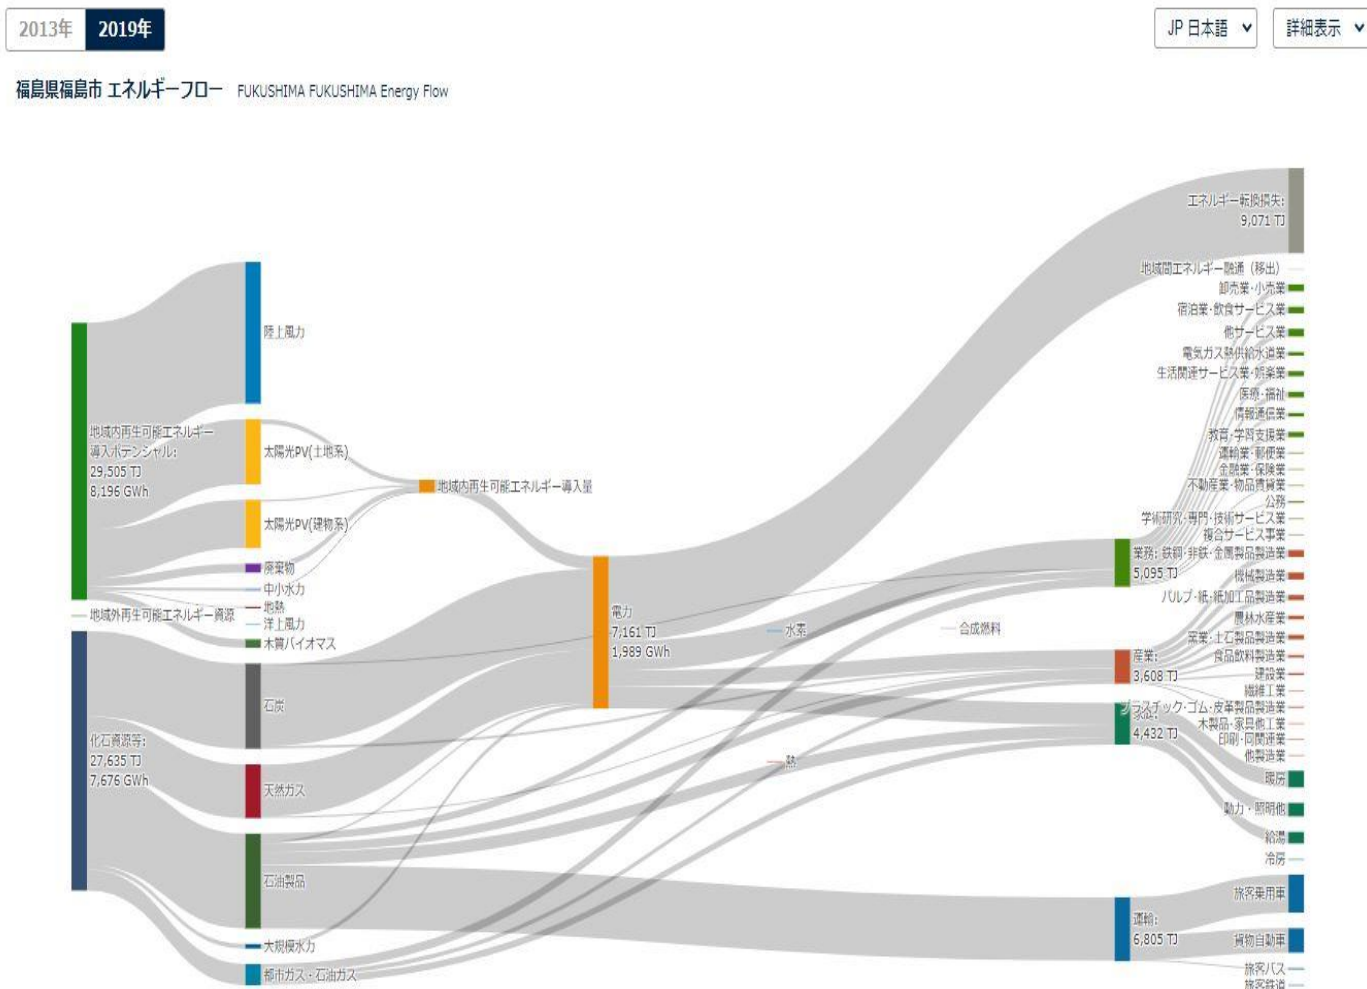 2013年 2019年
JP 日本語 詳細表示
福島県福島市 エネルギーフロー FUKUSHIMA FUKUSHIMA Energy Flow
地域内再生可能エネルギー
導入ポテンシャル:
29,505 TJ
8,196 GWh
地域外再生可能エネルギー資源
化石資源等:
27,635 TJ
7,676 GWh
陸上風力
太陽光PV(土地系)
太陽光PV(建物系)
廃棄物
中小水力
地熱
洋上風力
木質バイオマス
石炭
天然ガス
石油製品
大規模水力
都市ガス・石油ガス
地域内再生可能エネルギー導入量
電力
7,161 TJ
1,989 GWh
水素
熱
合成燃料
業務:
5,095 TJ
産業:
3,608 TJ
4,432 TJ
運輸:
6,805 TJ
エネルギー転換損失:
9,071 TJ
地域間エネルギー融通（移出）
卸売業・小売業
宿泊業・飲食サービス業
他サービス業
電気ガス熱供給水道業
生活関連サービス業・娯楽業
医療・福祉
情報通信業
教育・学習支援業
運輸業・郵便業
金融業・保険業
不動産業・物品賃貸業
公務
学術研究・専門・技術サービス業
複合サービス事業
鉄鋼・非鉄・金属製品製造業
機械製造業
パルプ・紙・紙加工品製造業
農林水産業
窯業・土石製品製造業
食品飲料製造業
建設業
繊維工業
プラスチック・ゴム・皮革製品製造業
木製品・家具他工業
印刷・同関連業
他製造業
暖房
動力・照明他
給湯
冷房
旅客乗用車
貨物自動車
旅客バス
旅客鉄道